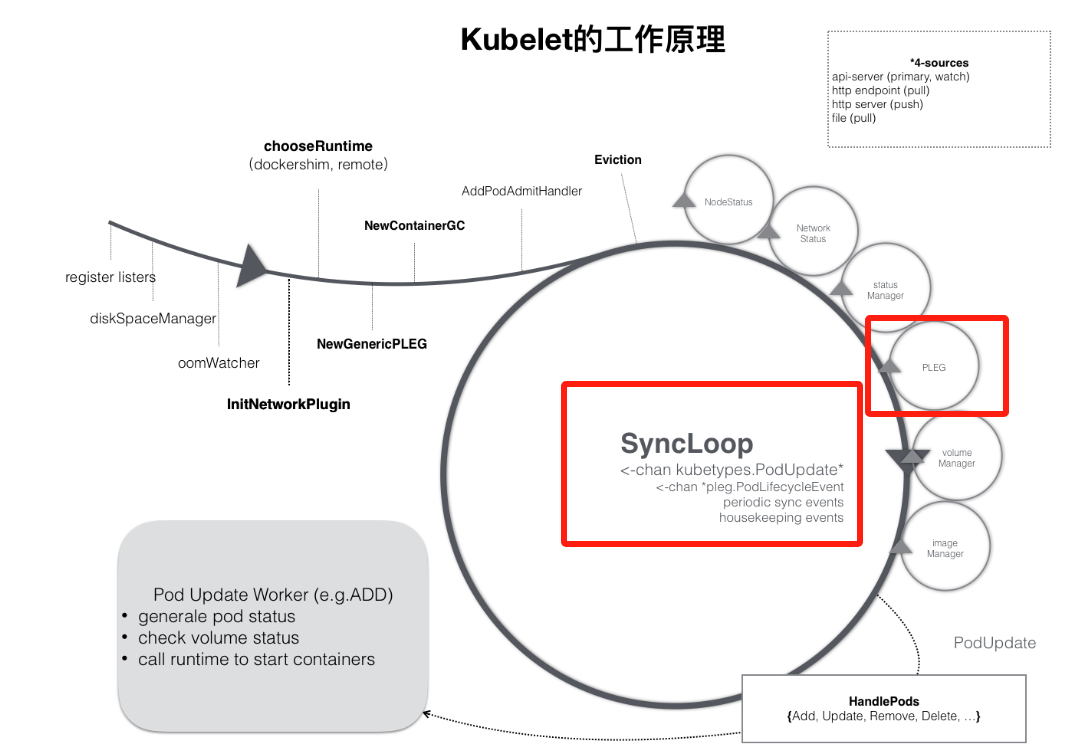 Kubelet的工作原理
*4-sources
api-server (primary, watch)
http endpoint (pull)
http server (push)
file (pull)
chooseRuntime
(dockershim, remote)
Eviction
AddPodAdmitHandler
NewContainerGC
NodeStatus
Network
Status
register listers
status
Manager
diskSpaceManager
NewGenericPLEG
oomWatcher
PLEG
InitNetworkPlugin
SyncLoop
<-chan kubetypes.PodUpdate*
<-chan *pleg.PodLifecycleEvent
periodic sync events
housekeeping events
volume
Manager
image
Manager
Pod Update Worker (e.g.ADD)
• generale pod status
• check volume status
• call runtime to start containers
PodUpdate
HandlePods
{Add, Update, Remove, Delete, ...}